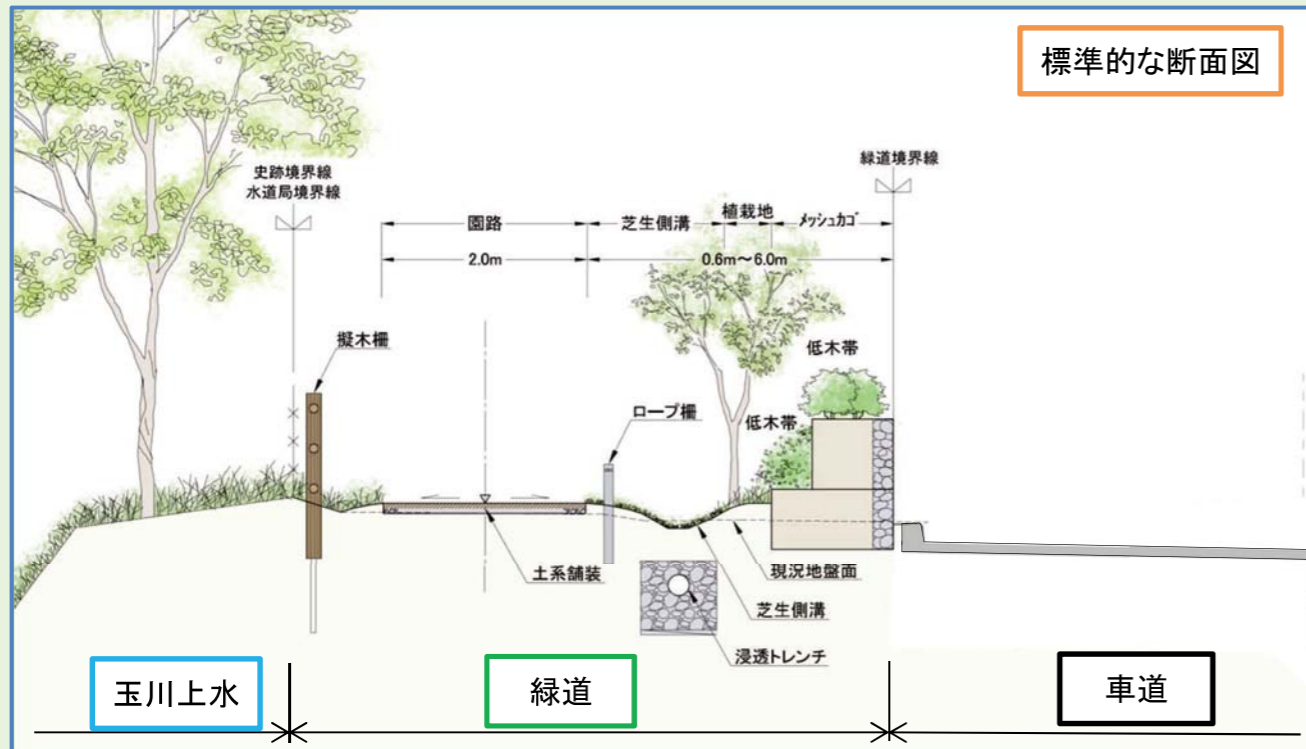 標準的な断面図
史跡境界線
水道局境界線
緑道境界線
園路
芝生側溝
植栽地
メッシュカゴ
2.0m
0.6m～6.0m
擬木柵
低木帯
ロープ柵
低木帯
土系舗装
現況地盤面
芝生側溝
浸透トレンチ
玉川上水
緑道
車道